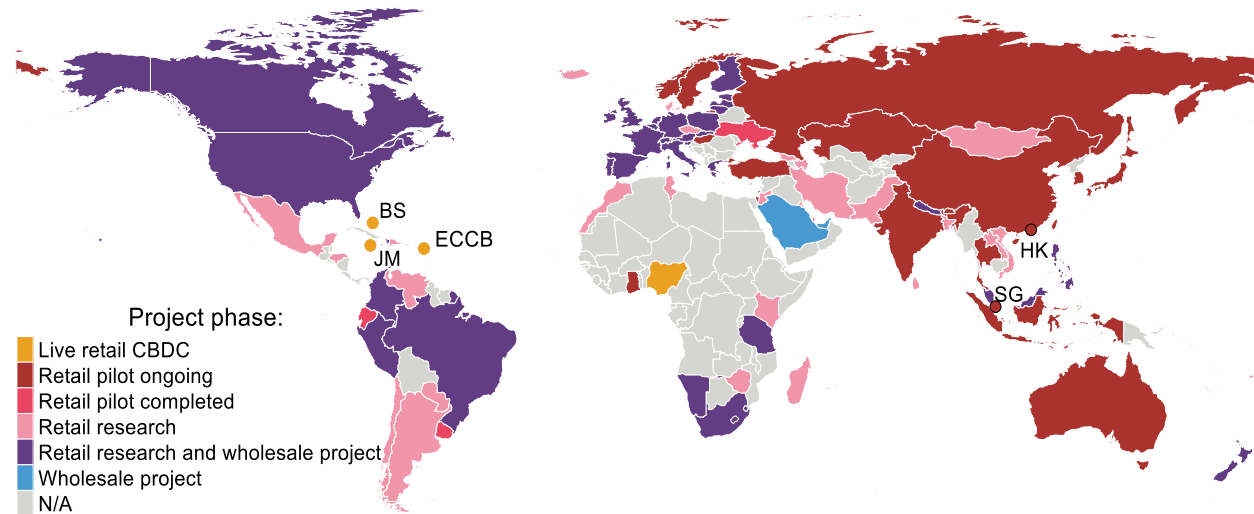 BS
ECCB
JM
HK
SG
Project phase:
Live retail CBDC
Retail pilot ongoing
Retail pilot completed
Retail research
Retail research and wholesale project
Wholesale project
N/A